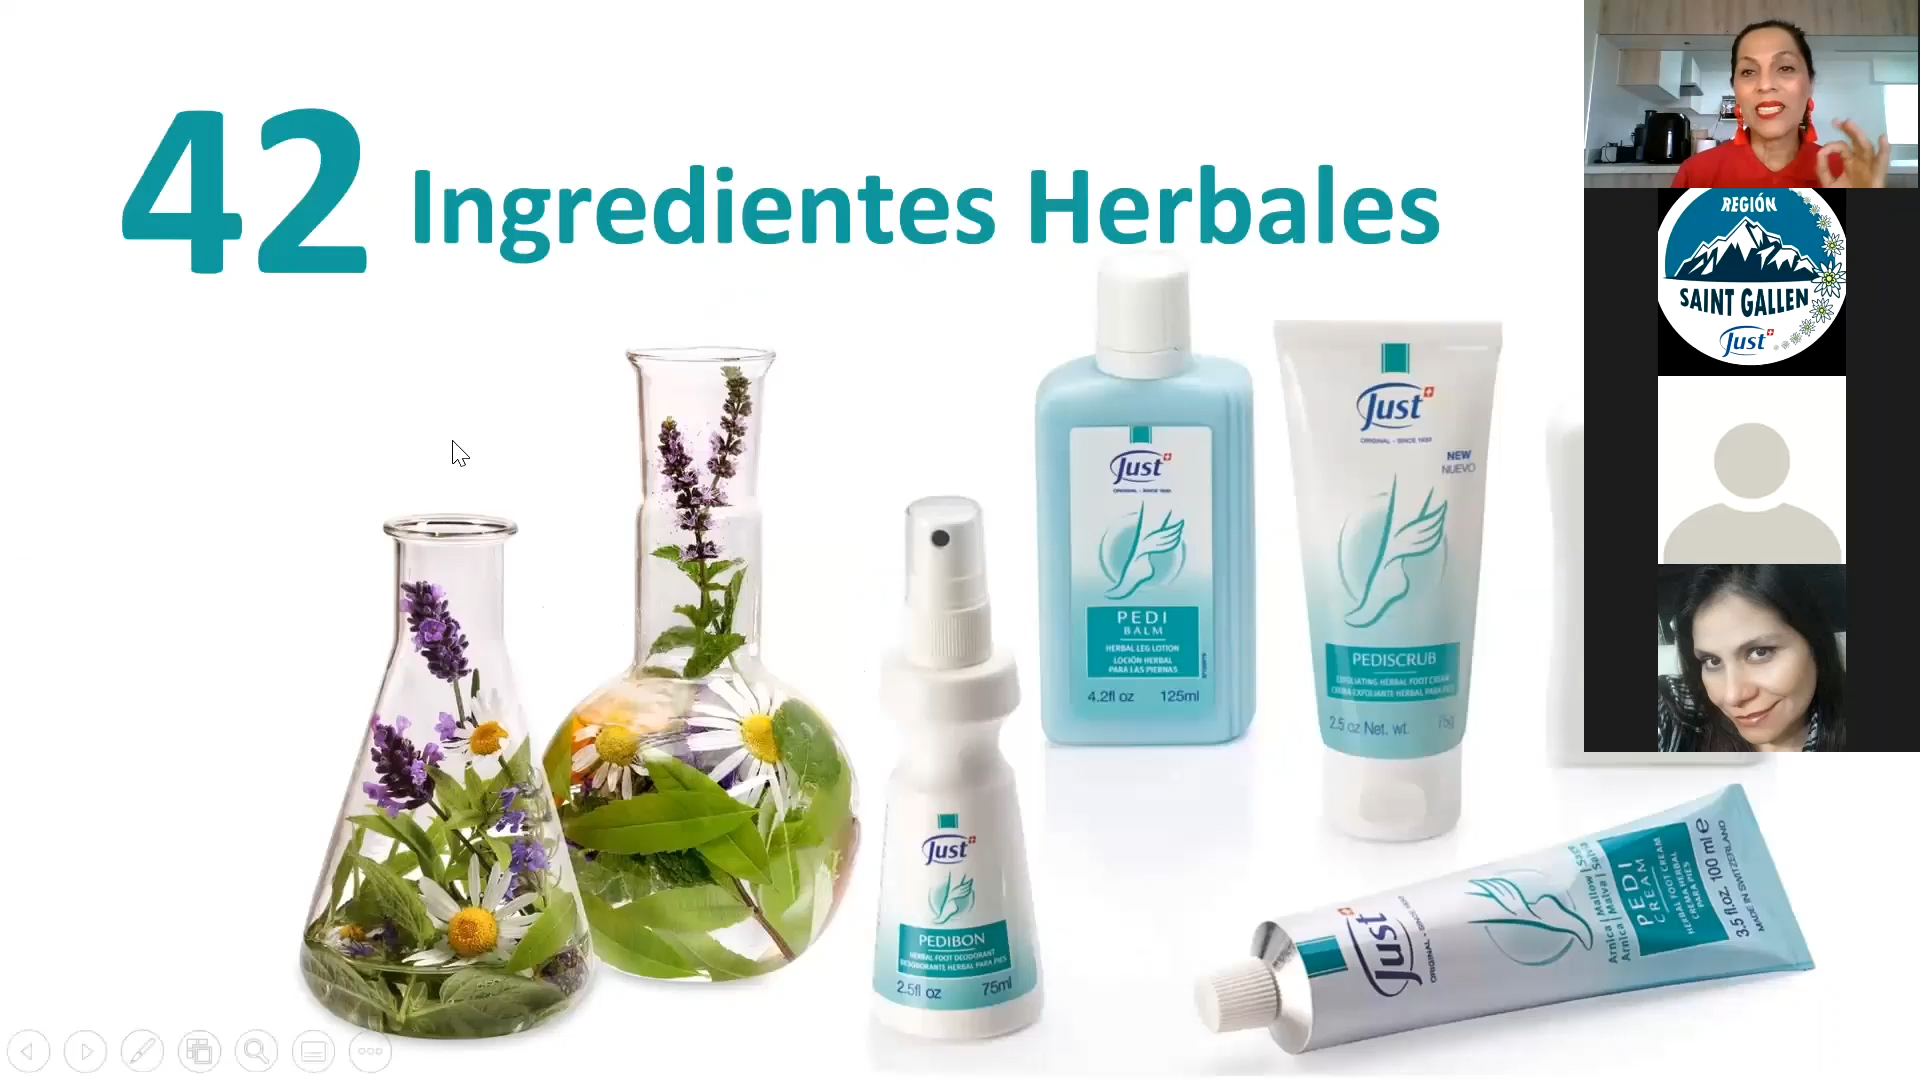 42 Ingredientes Herbales
REGIÓN
SAINT GALLEN
Just
Just
ORIGINAL - SINCE 1930
PEDI
BALM
HERBAL LEG LOTION
LOCIÓN HERBAL
PARA LAS PIERNAS
4.2fl oz 125ml
Just
ORIGINAL - SINCE 1930
NEW
NUEVO
PEDISCRUB
EXFOLIATING HERBAL FOOT CREAM
CREMA EXFOLIANTE HERBAL PARA PIES
2.5 oz Net. wt. 75g
Just
PEDIBON
HERBAL FOOT DEODORANT
DESODORANTE HERBAL PARA PIES
2.5fl oz 75ml
Just
ORIGINAL - SINCE 1930
Arnica | Mallow | Sage
Arnica | Malva | Salvia
PEDI
CREAM
HERBAL FOOT CREAM
CREMA HERBAL
PARA PIES
3.5 fl.oz. 100 ml e
MADE IN SWITZERLAND